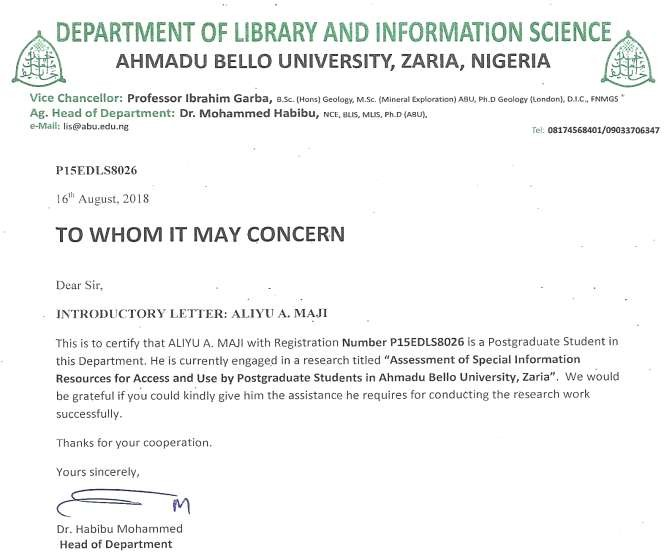 DEPARTMENT OF LIBRARY AND INFORMATION SCIENCE
AHMADU BELLO UNIVERSITY, ZARIA, NIGERIA
Vice Chancellor: Professor Ibrahim Garba, B.Sc. (Hons) Geology, M.Sc. (Mineral Exploration) ABU, Ph.D Geology (London), D.I.C., FNMGS
Ag. Head of Department: Dr. Mohammed Habibu, NCE, BLIS, MLIS, Ph.D (ABU),
e-Mail: lis@abu.edu.ng
Tel: 08174568401/09033706347
P15EDLS8026
16th August, 2018
TO WHOM IT MAY CONCERN
Dear Sir,
INTRODUCTORY LETTER: ALIYU A. MAJI
This is to certify that ALIYU A. MAJI with Registration Number P15EDLS8026 is a Postgraduate Student in
this Department. He is currently engaged in a research titled “Assessment of Special Information
Resources for Access and Use by Postgraduate Students in Ahmadu Bello University, Zaria”. We would
be grateful if you could kindly give him the assistance he requires for conducting the research work
successfully.
Thanks for your cooperation.
Yours sincerely,
Dr. Habibu Mohammed
Head of Department